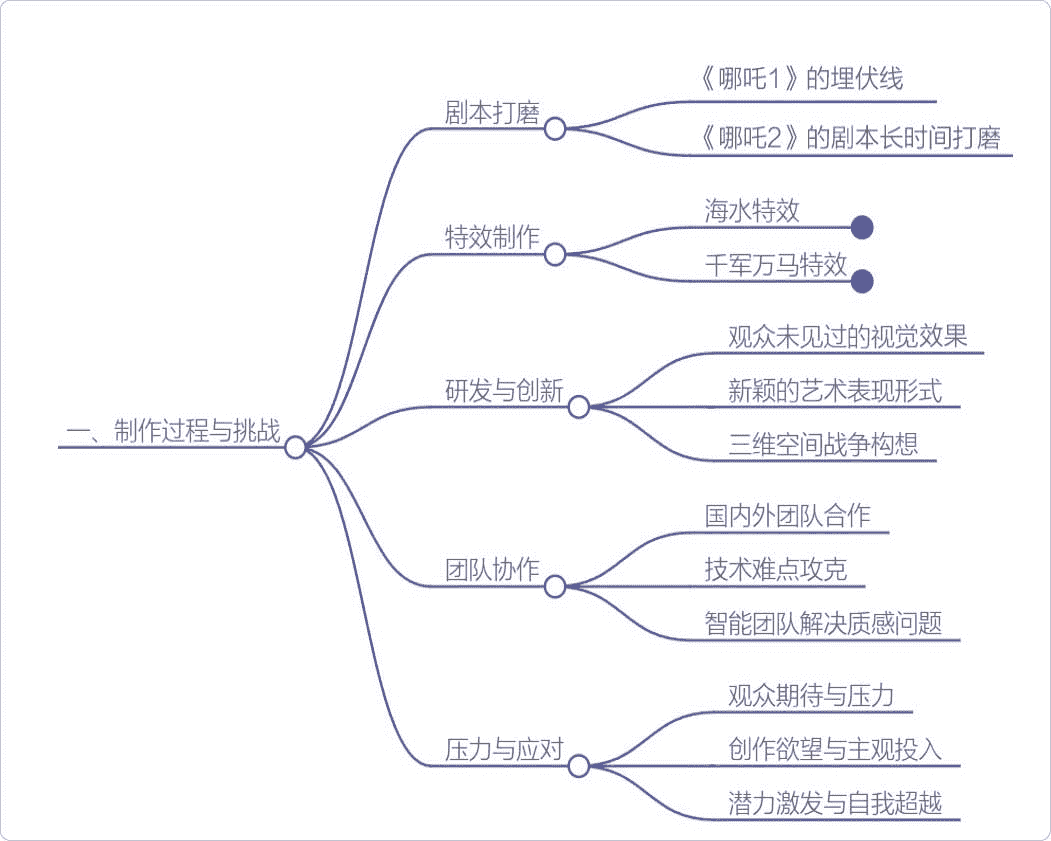 一、制作过程与挑战
剧本打磨
《哪吒1》的埋伏线
《哪吒2》的剧本长时间打磨
特效制作
海水特效
千军万马特效
研发与创新
观众未见过的视觉效果
新颖的艺术表现形式
三维空间战争构想
团队协作
国内外团队合作
技术难点攻克
智能团队解决质感问题
压力与应对
观众期待与压力
创作欲望与主观投入
潜力激发与自我超越